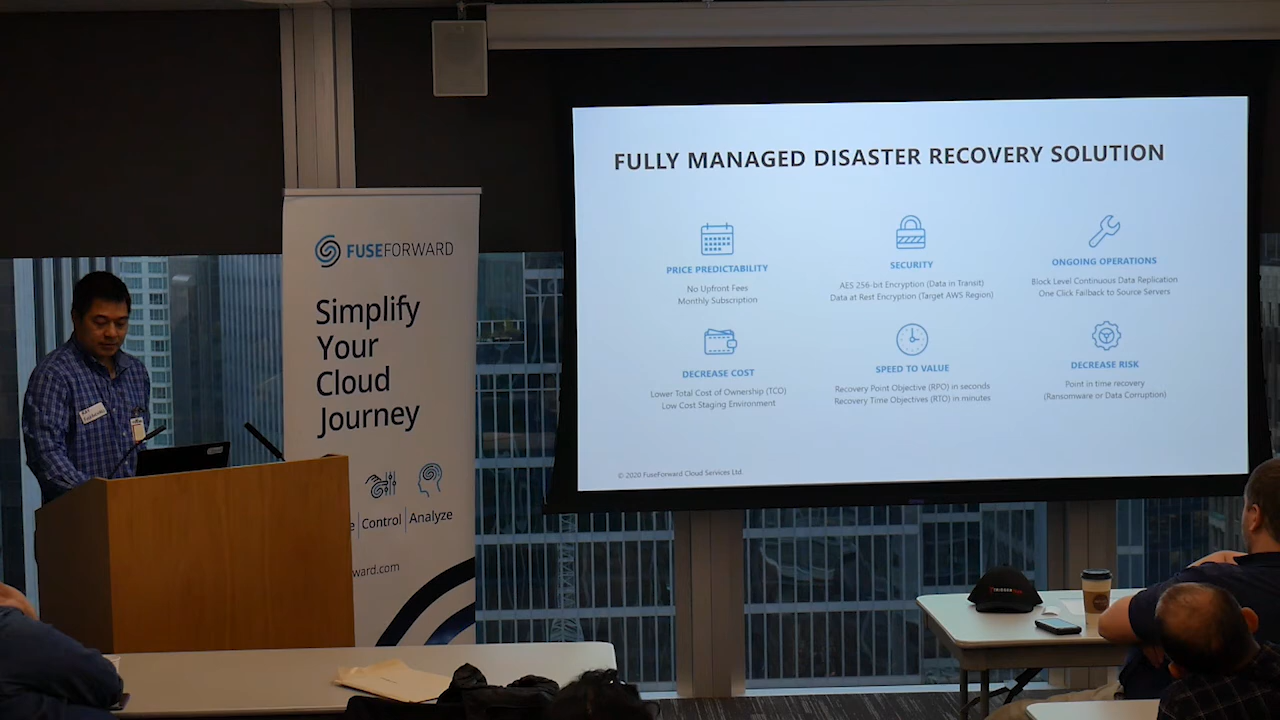 FUSEFORWARD
Simplify
Your
Cloud
Journey
Control
Analyze
ward.com
FULLY MANAGED DISASTER RECOVERY SOLUTION
PRICE PREDICTABILITY
No Upfront Fees
Monthly Subscription
SECURITY
AES 256-bit Encryption (Data in Transit)
Data at Rest Encryption (Target AWS Region)
ONGOING OPERATIONS
Block Level Continuous Data Replication
One Click Failback to Source Servers
DECREASE COST
Lower Total Cost of Ownership (TCO)
Low Cost Staging Environment
SPEED TO VALUE
Recovery Point Objective (RPO) in seconds
Recovery Time Objectives (RTO) in minutes
DECREASE RISK
Point in time recovery
(Ransomware or Data Corruption)
© 2020 FuseForward Cloud Services Ltd.